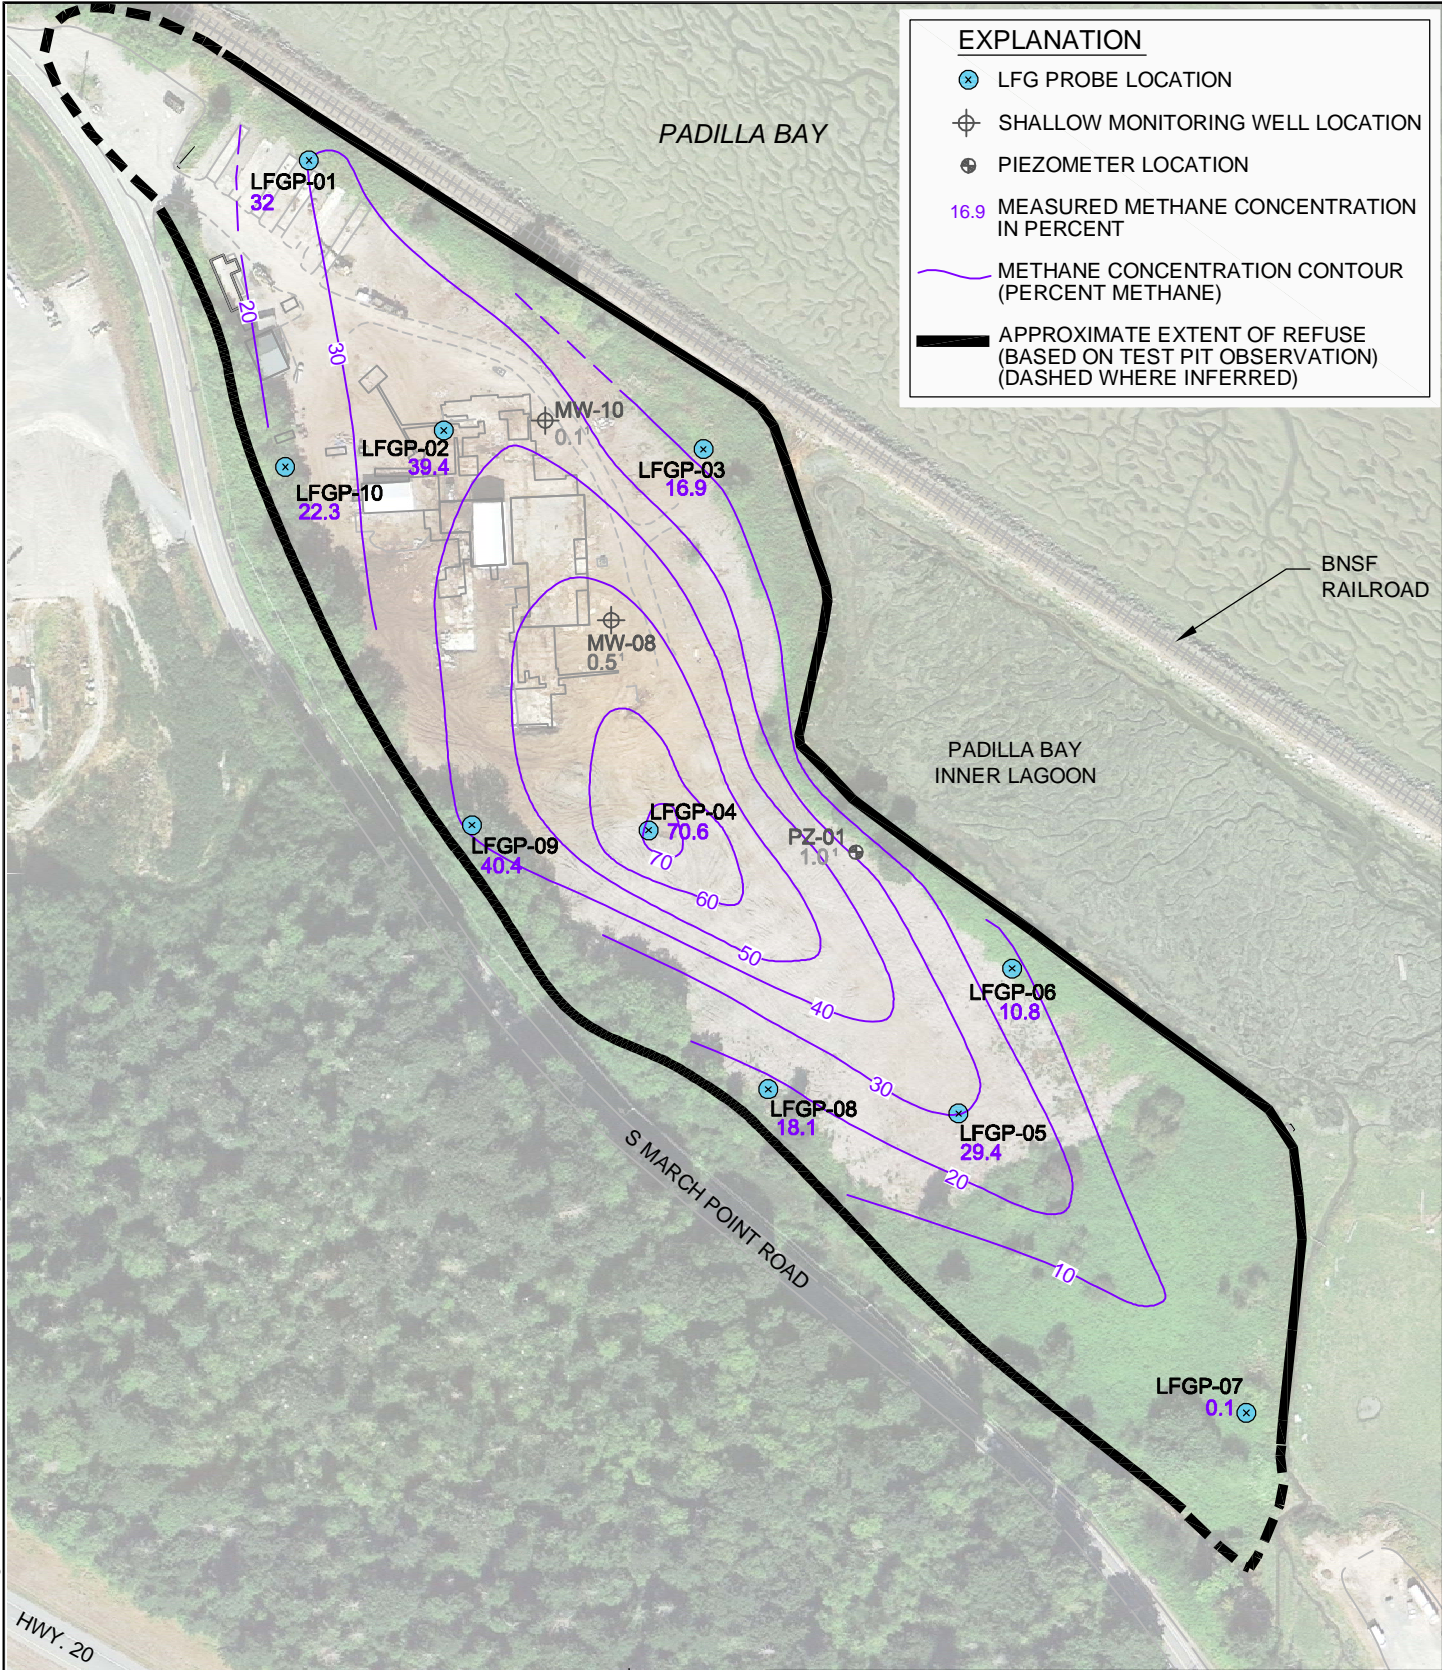 EXPLANATION
LFG PROBE LOCATION
SHALLOW MONITORING WELL LOCATION
PIEZOMETER LOCATION
16.9 MEASURED METHANE CONCENTRATION
IN PERCENT
METHANE CONCENTRATION CONTOUR
(PERCENT METHANE)
APPROXIMATE EXTENT OF REFUSE
(BASED ON TEST PIT OBSERVATION)
(DASHED WHERE INFERRED)
PADILLA BAY
LFGP-01
32
20
30
MW-10
0.1¹
LFGP-02
39.4
LFGP-03
16.9
LFGP-10
22.3
BNSF
RAILROAD
MW-08
0.5¹
PADILLA BAY
INNER LAGOON
LFGP-04
70.6
70
PZ-01
1.0¹
LFGP-09
40.4
60
50
40
LFGP-06
10.8
30
LFGP-08
18.1
LFGP-05
29.4
20
S MARCH POINT ROAD
10
LFGP-07
0.1
HWY. 20